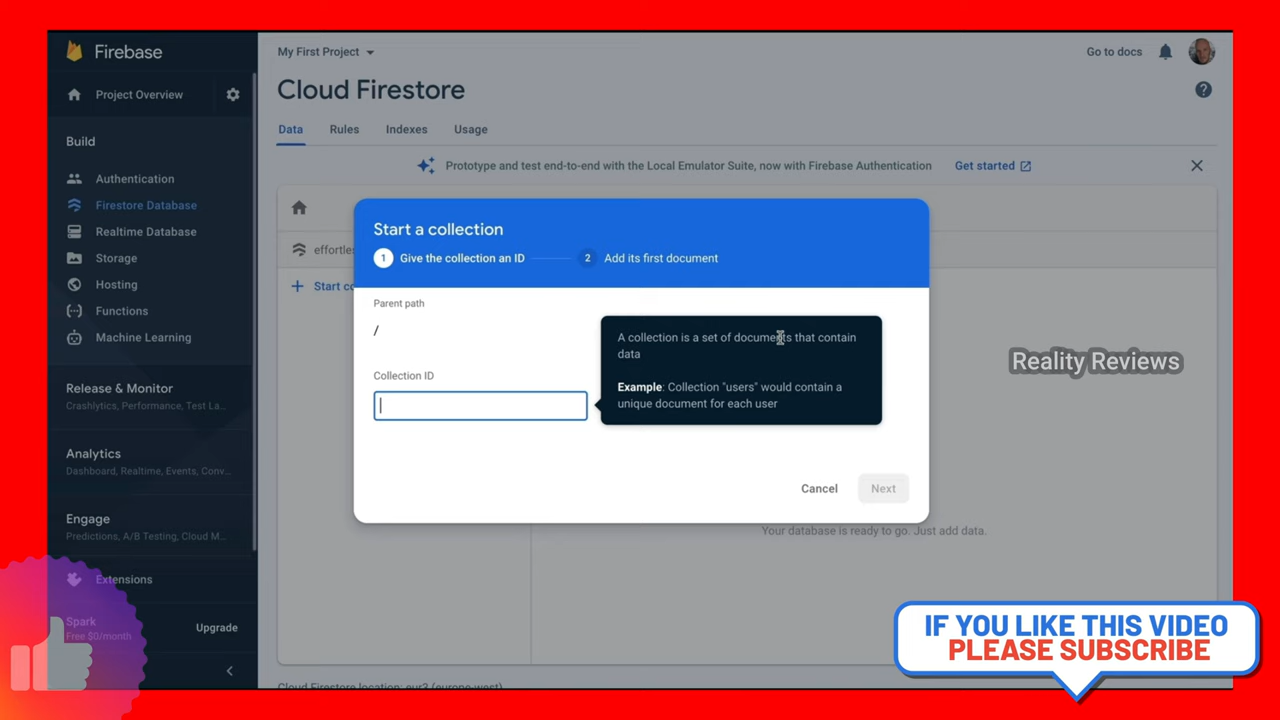 Firebase
My First Project
Go to docs
Project Overview
Cloud Firestore
Data
Rules
Indexes
Usage
Build
Prototype and test end-to-end with the Local Emulator Suite, now with Firebase Authentication
Get started
Authentication
Firestore Database
Realtime Database
Storage
Hosting
Functions
Machine Learning
Release & Monitor
Crashlytics, Performance, Test La...
Analytics
Dashboard, Realtime, Events, Conv...
Engage
Predictions, A/B Testing, Cloud M...
Extensions
Spark
Free $0/month
Upgrade
Start a collection
1
Give the collection an ID
2
Add its first document
Parent path
/
Collection ID
A collection is a set of documents that contain
data
Example: Collection "users" would contain a
unique document for each user
Cancel
Next
Your database is ready to go. Just add data.
Reality Reviews
IF YOU LIKE THIS VIDEO
PLEASE SUBSCRIBE
Cloud Firestore location: eur3 (europe-west)